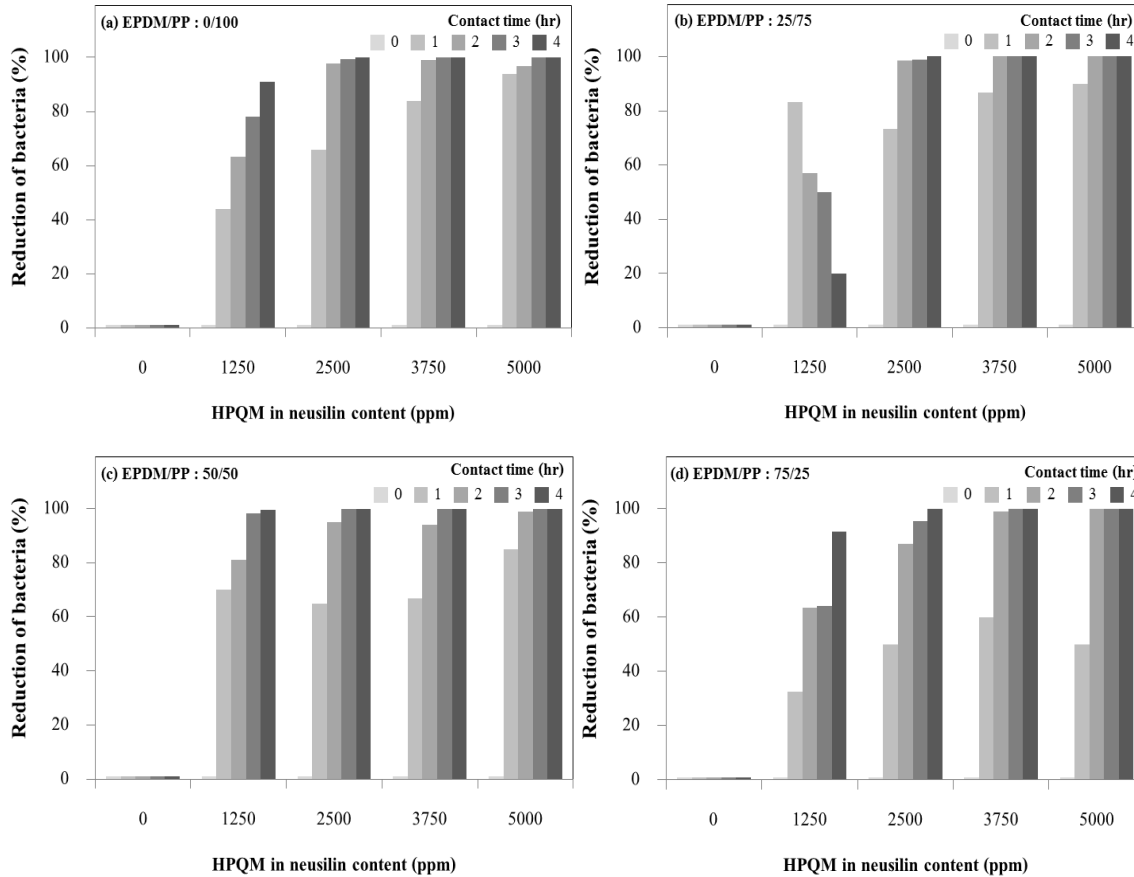 (a) EPDM/PP : 0/100
Contact time (hr)
0 1 2 3 4
Reduction of bacteria (%)
100
80
60
40
20
0
0 1250 2500 3750 5000
HPQM in neusilin content (ppm)
(b) EPDM/PP : 25/75
Contact time (hr)
0 1 2 3 4
Reduction of bacteria (%)
100
80
60
40
20
0
0 1250 2500 3750 5000
HPQM in neusilin content (ppm)
(c) EPDM/PP : 50/50
Contact time (hr)
0 1 2 3 4
Reduction of bacteria (%)
100
80
60
40
20
0
0 1250 2500 3750 5000
HPQM in neusilin content (ppm)
(d) EPDM/PP : 75/25
Contact time (hr)
0 1 2 3 4
Reduction of bacteria (%)
100
80
60
40
20
0
0 1250 2500 3750 5000
HPQM in neusilin content (ppm)